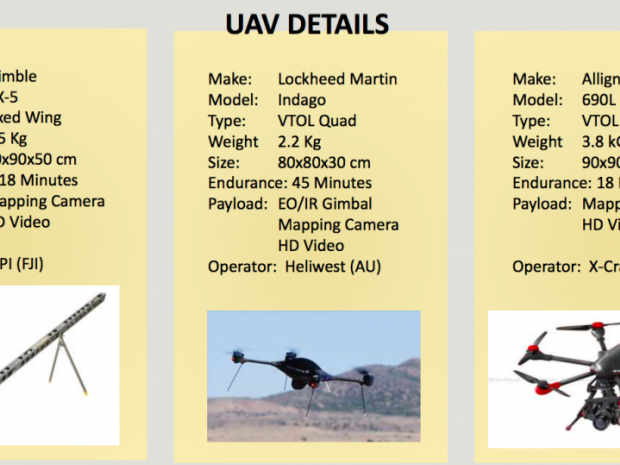 UAV DETAILS
imble
X-5
xed Wing
5 Kg
x90x50 cm
18 Minutes
apping Camera
D Video
PI (FJI)
Make: Lockheed Martin
Model: Indago
Type: VTOL Quad
Weight 2.2 Kg
Size: 80x80x30 cm
Endurance: 45 Minutes
Payload: EO/IR Gimbal
Mapping Camera
HD Video
Operator: Heliwest (AU)
Make: Allign
Model: 690L
Type: VTOL
Weight 3.8 kG
Size: 90x90
Endurance: 18
Payload: Mapp
HD Vi
Operator: X-Cra